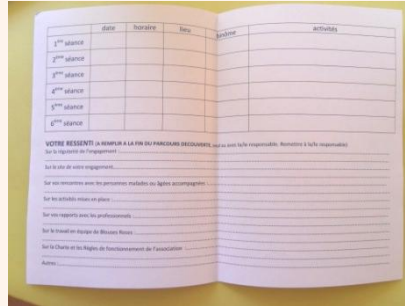 date horaire lieu binôme activités
1ère séance
2ème séance
3ème séance
4ème séance
5ème séance
6ème séance
VOTRE RESSENTI (A REMPLIR A LA FIN DU PARCOURS DECOUVERTE, avec la/le responsable. Remettre à la/le responsable)
Sur la régularité de l'engagement :
Sur le site de votre engagement :
Sur vos rencontres avec les personnes malades ou âgées accompagnées :
Sur les activités mises en place :
Sur vos rapports avec les professionnels
Sur le travail en équipe de Blouses Roses :
Sur la Charte et les Règles de fonctionnement de l'association :
Autres :